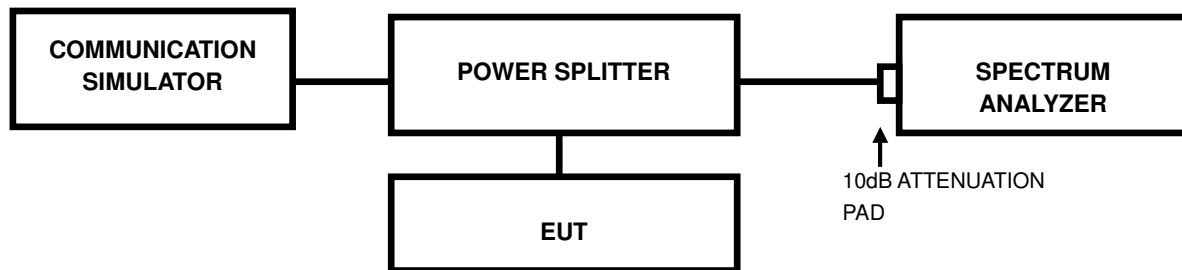 COMMUNICATION
SIMULATOR
POWER SPLITTER
SPECTRUM
ANALYZER
10dB ATTENUATION
PAD
EUT